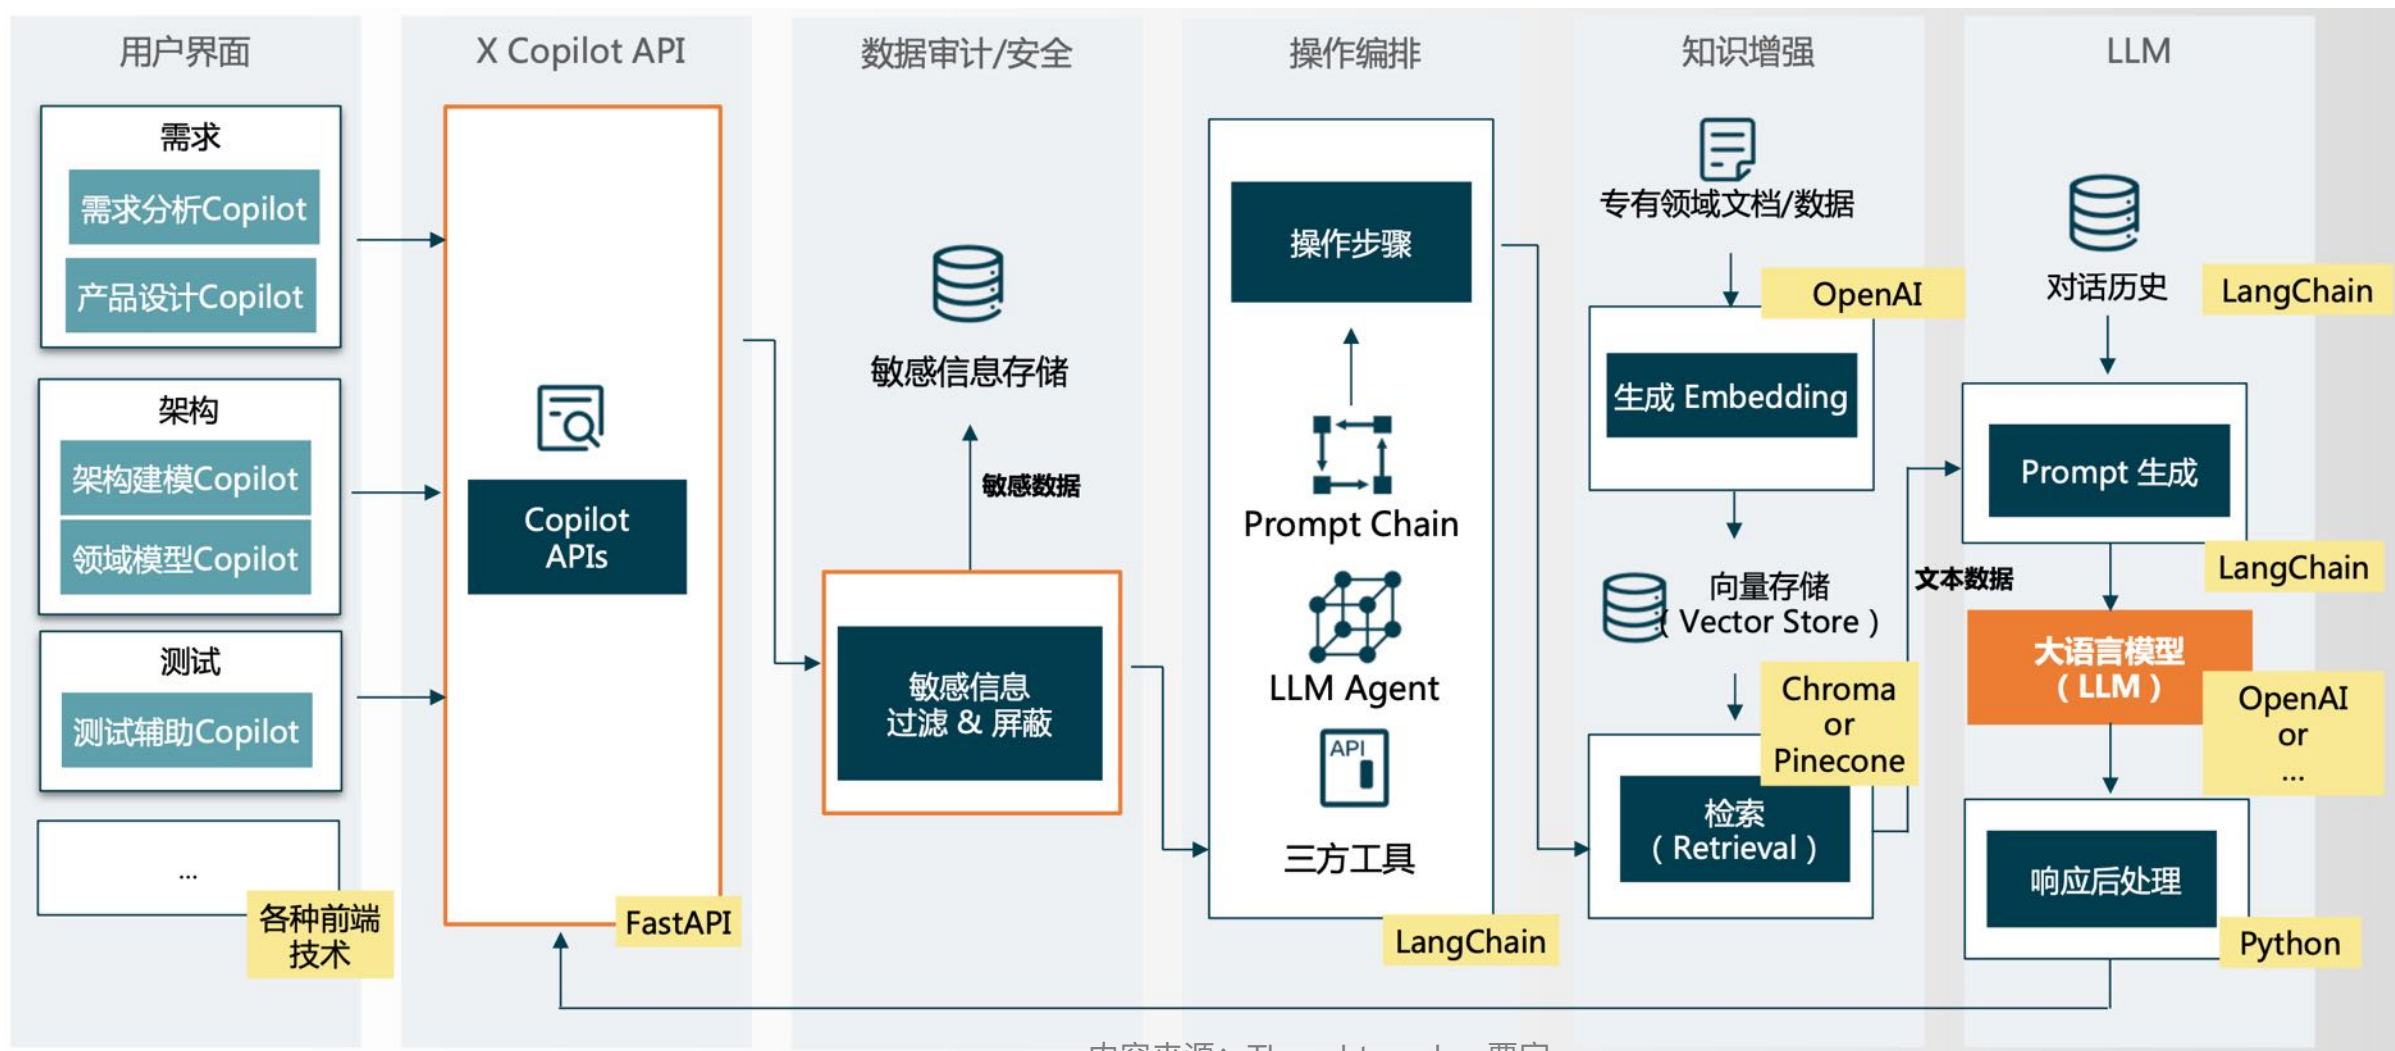 用户界面
需求
需求分析Copilot
产品设计Copilot
架构
架构建模Copilot
领域模型Copilot
测试
测试辅助Copilot
...
各种前端
技术
X Copilot API
Copilot
APIs
FastAPI
数据审计/安全
敏感信息存储
敏感数据
敏感信息
过滤 & 屏蔽
操作编排
操作步骤
Prompt Chain
LLM Agent
API
三方工具
LangChain
知识增强
专有领域文档/数据
OpenAI
生成 Embedding
向量存储
（Vector Store）
Chroma
or
Pinecone
检索
（Retrieval）
文本数据
LLM
对话历史
LangChain
Prompt 生成
LangChain
大语言模型
（LLM）
OpenAI
or
...
响应后处理
Python